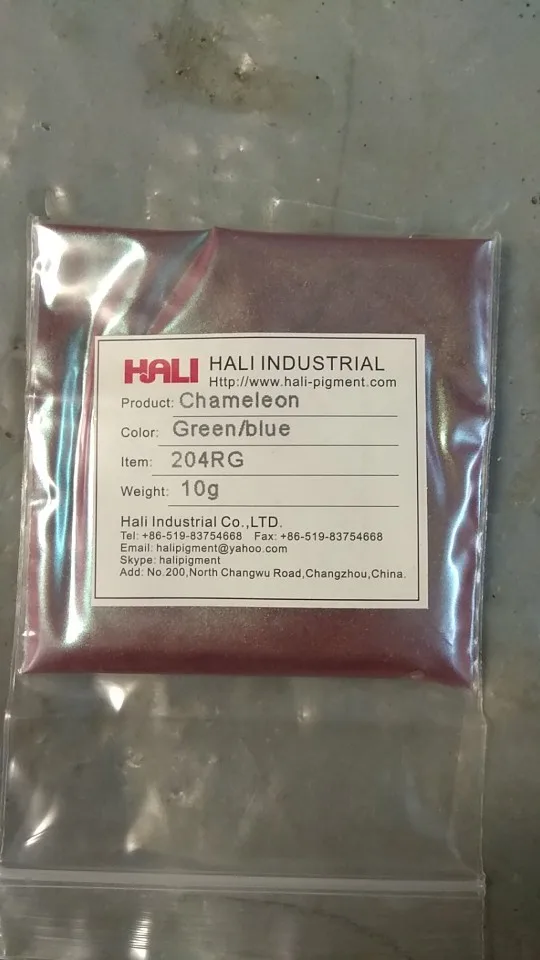 HALI HALI INDUSTRIAL
Http://www.hali-pigment.com
Product: Chameleon
Color: Green/blue
Item: 204RG
Weight: 10g
Hali Industrial Co.,LTD.
Tel: +86-519-83754668 Fax: +86-519-83754668
Email: halipigment@yahoo.com
Skype: halipigment
Add: No.200,North Changwu Road,Changzhou,China.